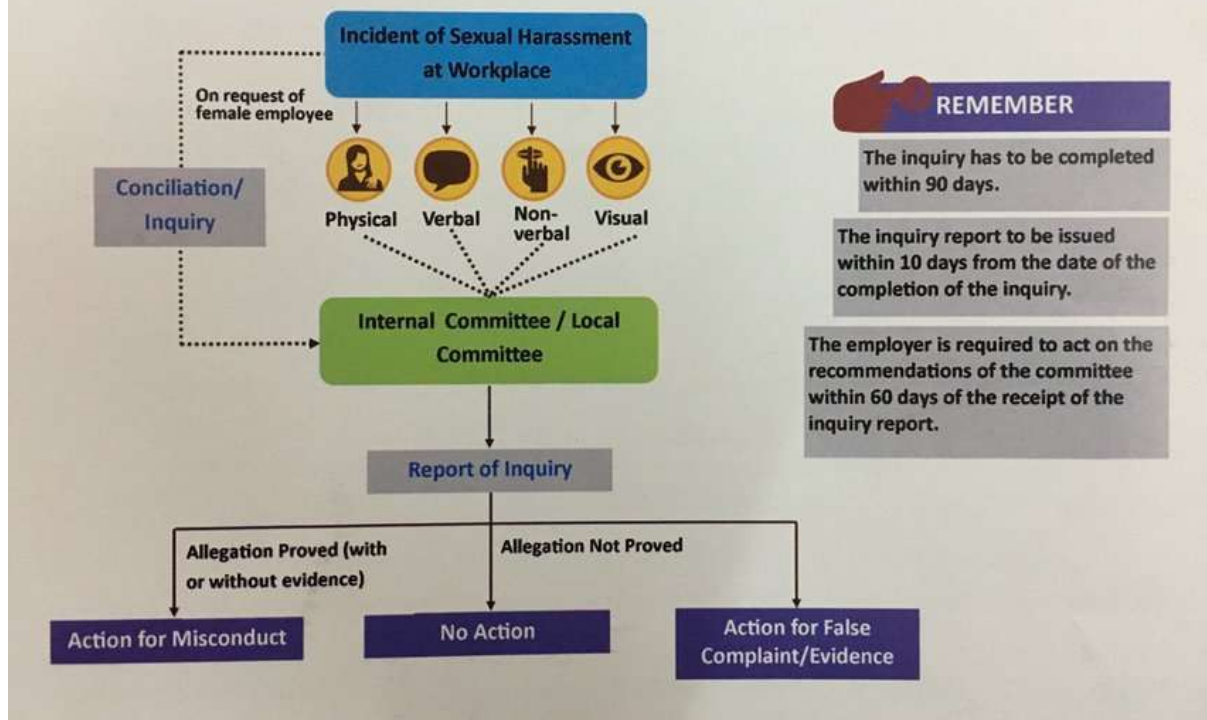 Incident of Sexual Harassment
at Workplace
On request of
female employee
Conciliation/
Inquiry
Physical
Verbal
Non-
verbal
Visual
Internal Committee / Local
Committee
Report of Inquiry
Allegation Proved (with
or without evidence)
Allegation Not Proved
Action for Misconduct
No Action
Action for False
Complaint/Evidence
REMEMBER
The inquiry has to be completed
within 90 days.
The inquiry report to be issued
within 10 days from the date of the
completion of the inquiry.
The employer is required to act on the
recommendations of the committee
within 60 days of the receipt of the
inquiry report.